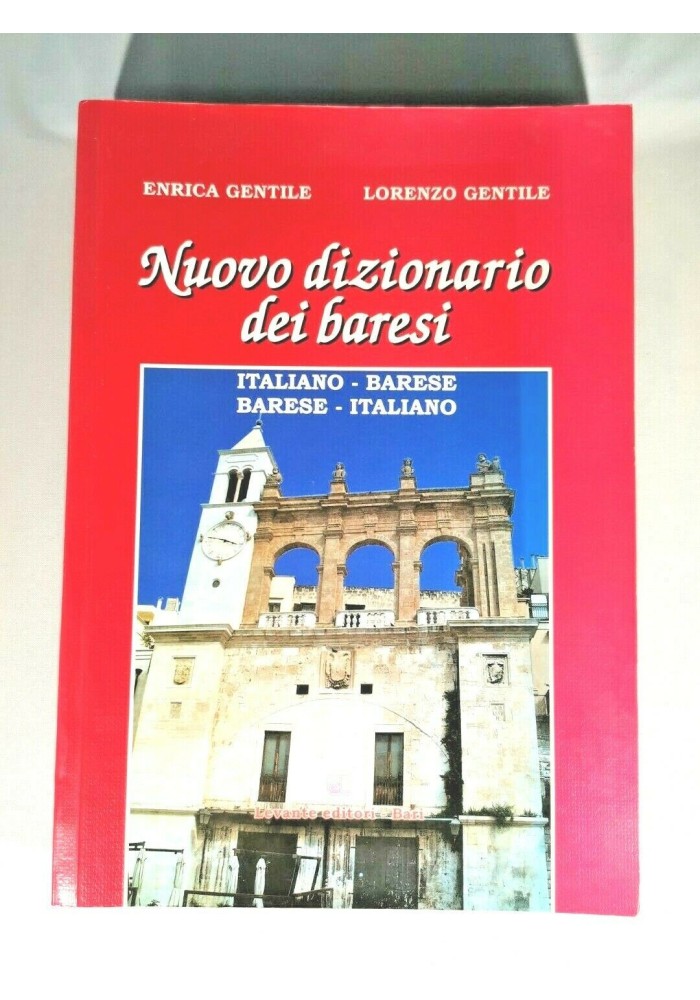 ENRICA GENTILE LORENZO GENTILE
Nuovo dizionario
dei baresi
ITALIANO - BARESE
BARESE - ITALIANO
Levante editori - Bari